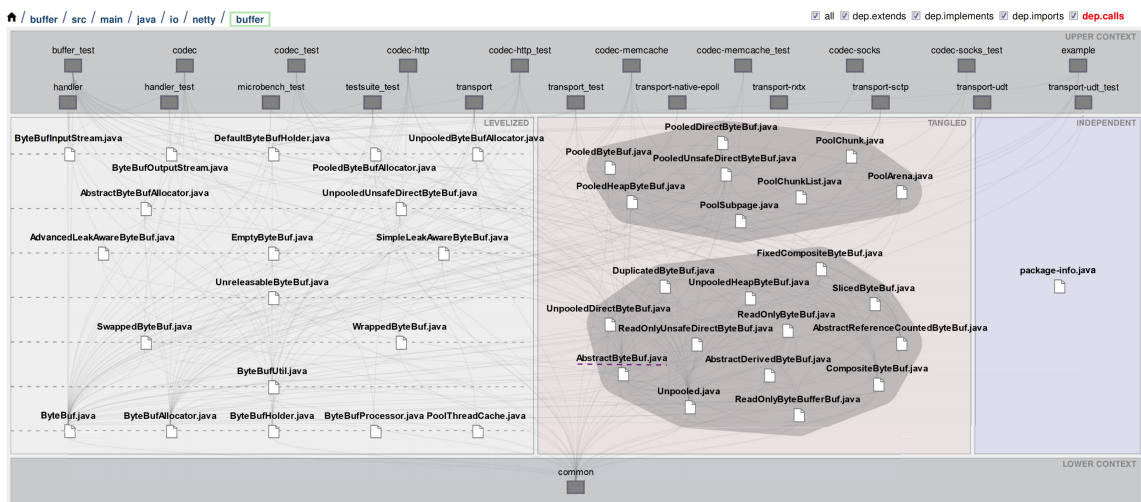 / buffer / src / main / java / io / netty / buffer
all dep.extends dep.implements dep.imports dep.calls
UPPER CONTEXT
buffer_test codec codec_test codec-http codec-http_test codec-memcache codec-memcache_test codec-socks codec-socks_test example
handler handler_test microbench_test testsuite_test transport transport_test transport-native-epoll transport-rxtx transport-sctp transport-udt transport-udt_test
LEVELIZED
ByteBufInputStream.java DefaultByteBufHolder.java UnpooledByteBufAllocator.java
ByteBufOutputStream.java PooledByteBufAllocator.java
AbstractByteBufAllocator.java UnpooledUnsafeDirectByteBuf.java
AdvancedLeakAwareByteBuf.java EmptyByteBuf.java SimpleLeakAwareByteBuf.java
UnreleasableByteBuf.java
SwappedByteBuf.java WrappedByteBuf.java
ByteBufUtil.java
ByteBuf.java ByteBufAllocator.java ByteBufHolder.java ByteBufProcessor.java PoolThreadCache.java
TANGLED
PooledDirectByteBuf.java
PoolChunk.java
PooledByteBuf.java
PooledUnsafeDirectByteBuf.java
PoolArena.java
PoolChunkList.java
PooledHeapByteBuf.java
PoolSubpage.java
FixedCompositeByteBuf.java
DuplicatedByteBuf.java
UnpooledHeapByteBuf.java
SlicedByteBuf.java
UnpooledDirectByteBuf.java
ReadOnlyByteBuf.java
ReadOnlyUnsafeDirectByteBuf.java
AbstractReferenceCountedByteBuf.java
AbstractByteBuf.java
AbstractDerivedByteBuf.java
CompositeByteBuf.java
Unpooled.java
ReadOnlyByteBufferBuf.java
INDEPENDENT
package-info.java
LOWER CONTEXT
common